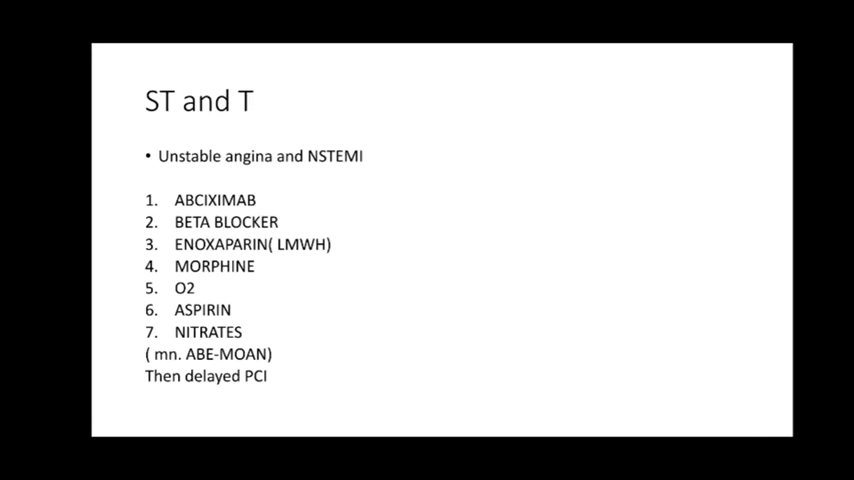 ST and T
• Unstable angina and NSTEMI
1. ABCIXIMAB
2. BETA BLOCKER
3. ENOXAPARIN( LMWH)
4. MORPHINE
5. O2
6. ASPIRIN
7. NITRATES
( mn. ABE-MOAN)
Then delayed PCI